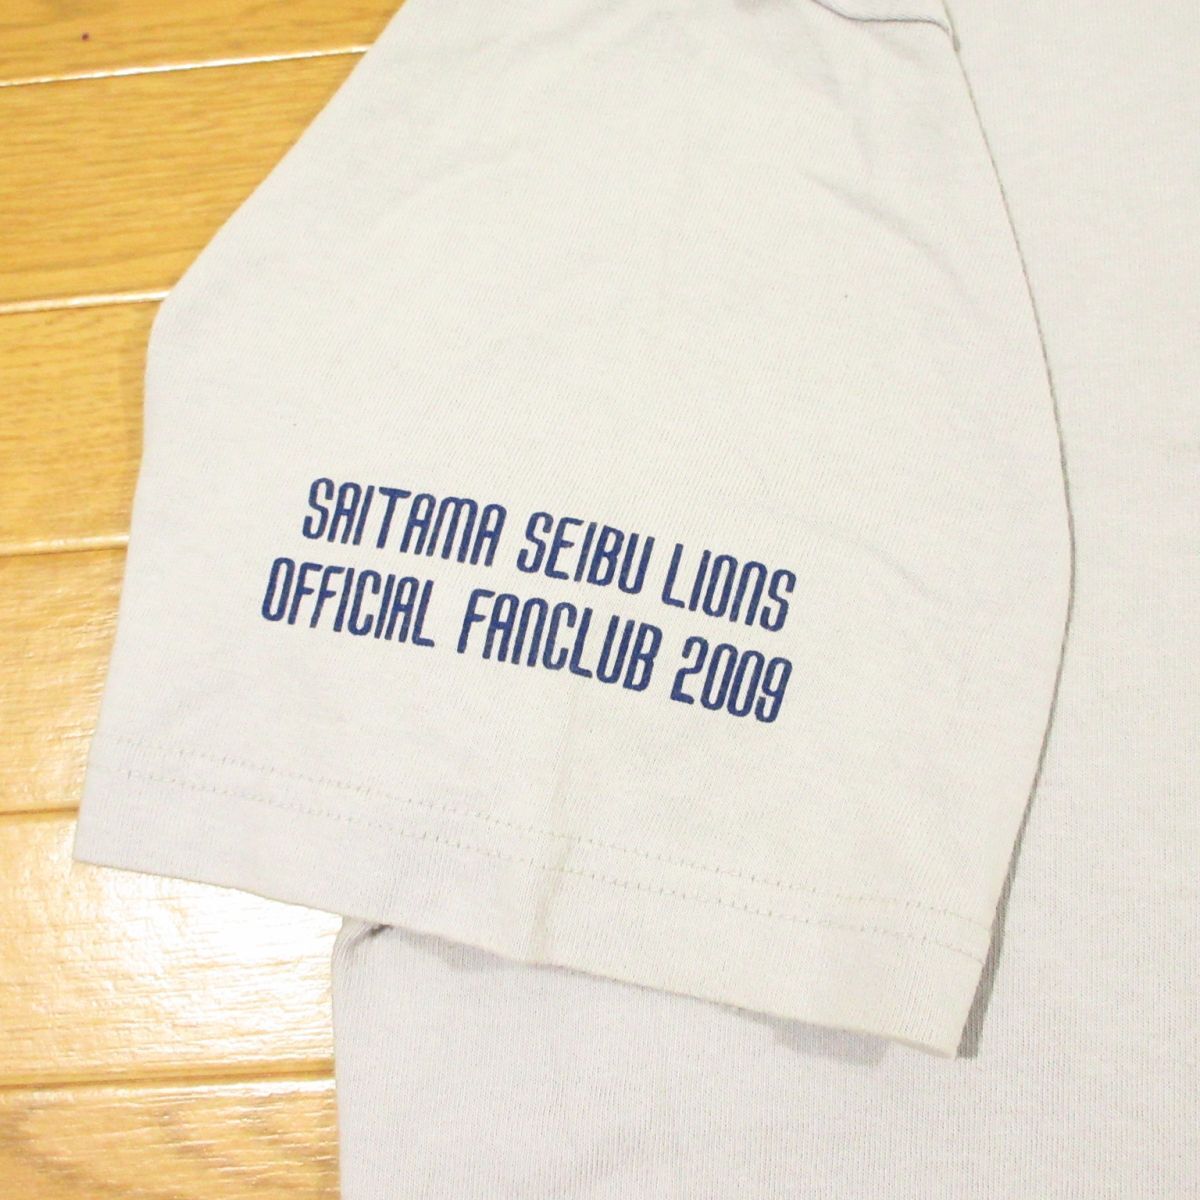 SAITAMA SEIBU LIONS
OFFICIAL FANCLUB 2009